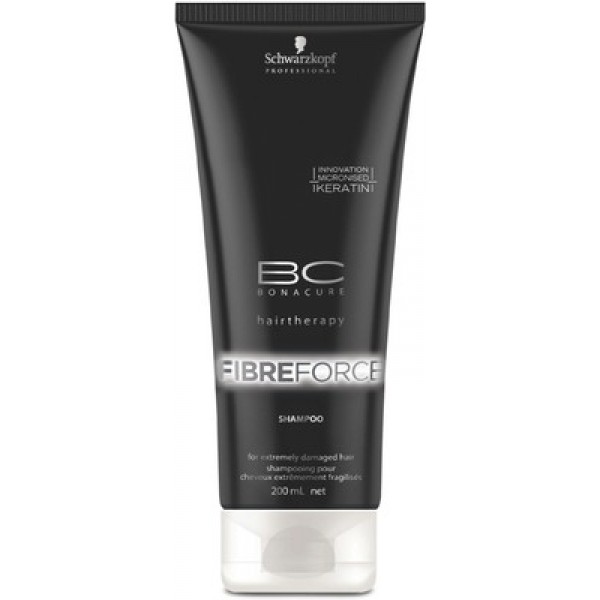 Schwarzkopf
PROFESSIONAL
INNOVATION
MICRONISED
KERATIN
BC
BONACURE
hairtherapy
FIBREFORCE
SHAMPOO
for extremely damaged hair
shampooing pour
cheveux extrêmement fragilisés
200 mL net